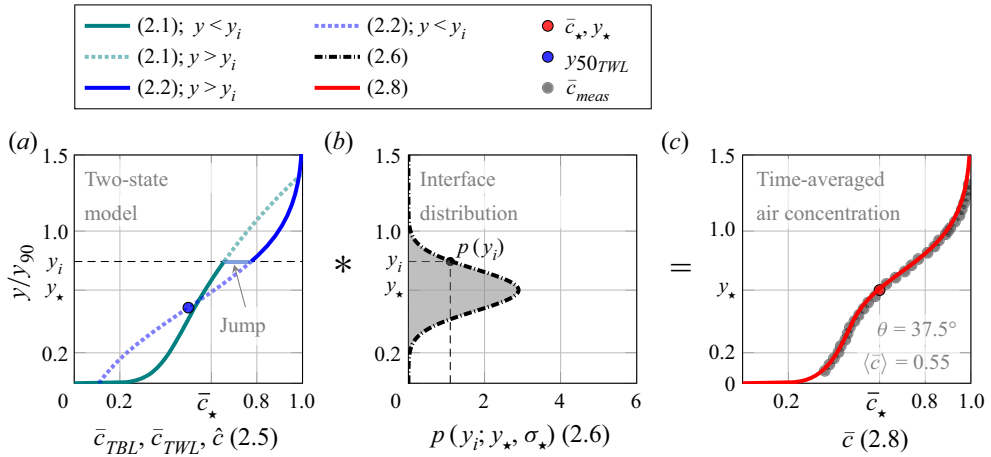 (2.1); y < y_i (2.2); y < y_i c̄_⋆, y_⋆
(2.1); y > y_i (2.6) y50_TWL
(2.2); y > y_i (2.8) c̄_meas
(a) (b) (c)
1.5 1.5 1.5
Two-state Interface Time-averaged
model distribution air concentration
1.0 1.0 1.0
p (y_i)
y_i y_i
y/y_90 * =
y_⋆ y_⋆ y_⋆
Jump θ = 37.5°
0.2 0.2 0.2
⟨c̄⟩ = 0.55
0 0.2 c̄_⋆ 0.8 1.0 0 2 4 6 0 0.2 c̄_⋆ 0.8 1.0
c̄_TBL, c̄_TWL, ĉ (2.5) p (y_i; y_⋆, σ_⋆) (2.6) c̄ (2.8)